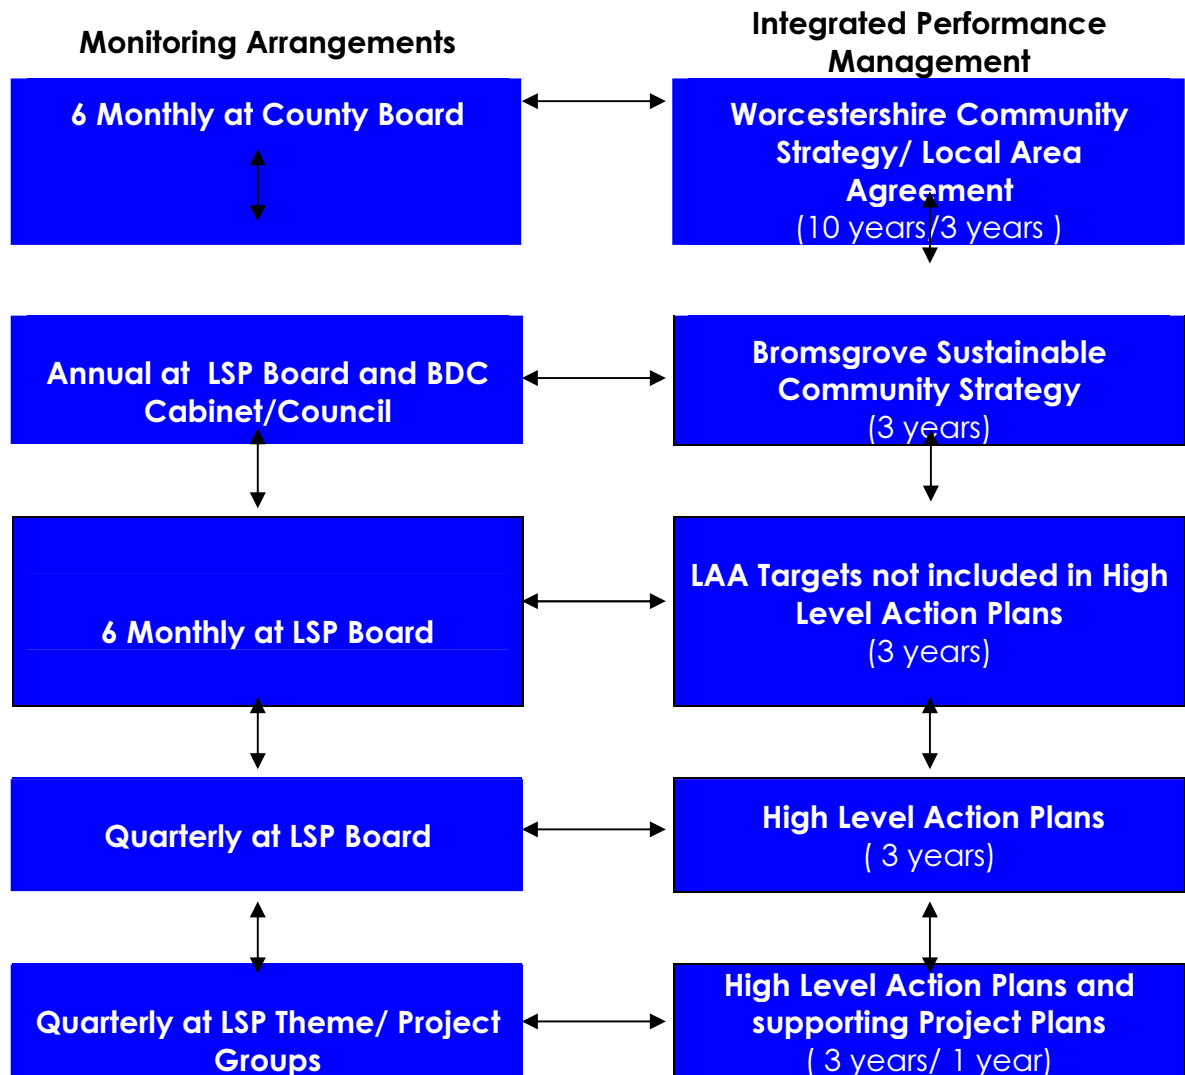 Monitoring Arrangements
Integrated Performance
Management
6 Monthly at County Board
Worcestershire Community
Strategy/ Local Area
Agreement
(10 years/3 years )
Annual at  LSP Board and BDC
Cabinet/Council
Bromsgrove Sustainable
Community Strategy
(3 years)
6 Monthly at LSP Board
LAA Targets not included in High
Level Action Plans
(3 years)
Quarterly at LSP Board
High Level Action Plans
( 3 years)
Quarterly at LSP Theme/ Project
Groups
High Level Action Plans and
supporting Project Plans
( 3 years/ 1 year)